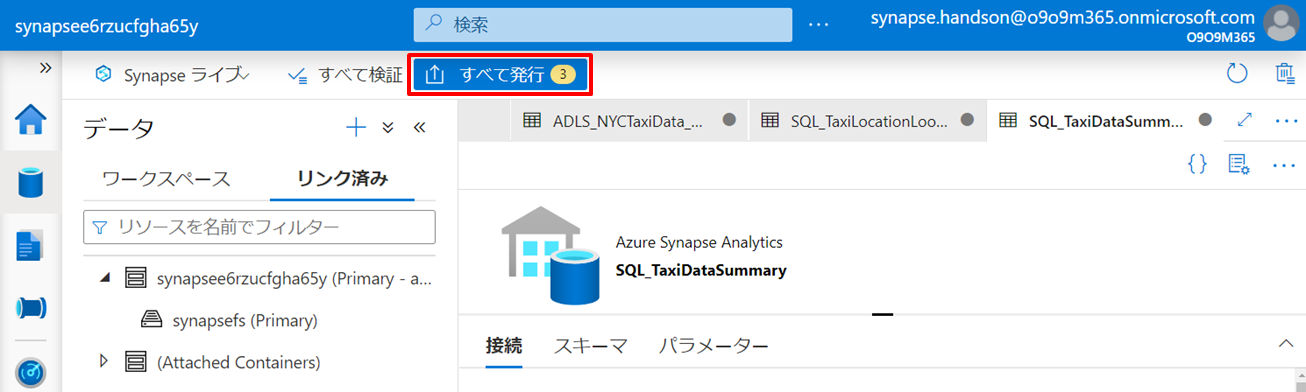 synapsee6rzucfgha65y
検索
synapse.handson@o9o9m365.onmicrosoft.com
O9O9M365
Synapse ライブ
すべて検証
すべて発行 3
データ
ADLS_NYCTaxiData_...
SQL_TaxiLocationLoo...
SQL_TaxiDataSumm...
ワークスペース
リンク済み
リソースを名前でフィルター
synapsee6rzucfgha65y (Primary - a...
synapsefs (Primary)
(Attached Containers)
Azure Synapse Analytics
SQL_TaxiDataSummary
接続
スキーマ
パラメーター